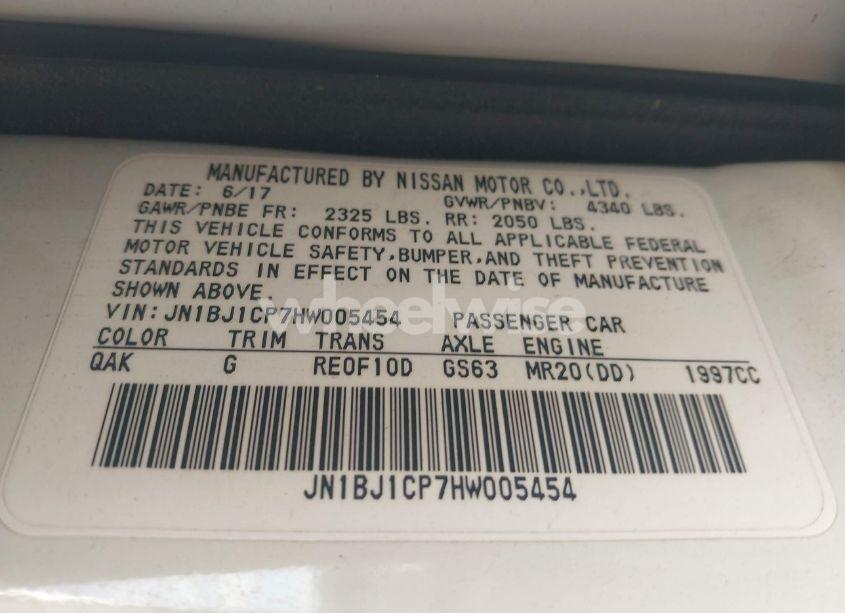 MANUFACTURED BY NISSAN MOTOR CO.,LTD.
DATE: 6/17 GVWR/PNBV: 4340 LBS.
GAWR/PNBE FR: 2325 LBS. RR: 2050 LBS.
THIS VEHICLE CONFORMS TO ALL APPLICABLE FEDERAL
MOTOR VEHICLE SAFETY,BUMPER,AND THEFT PREVENTION
STANDARDS IN EFFECT ON THE DATE OF MANUFACTURE
SHOWN ABOVE.
wheelwise
VIN:JN1BJ1CP7HW005454 PASSENGER CAR
COLOR TRIM TRANS AXLE ENGINE
QAK G RE0F10D GS63 MR20(DD) 1997CC
JN1BJ1CP7HW005454